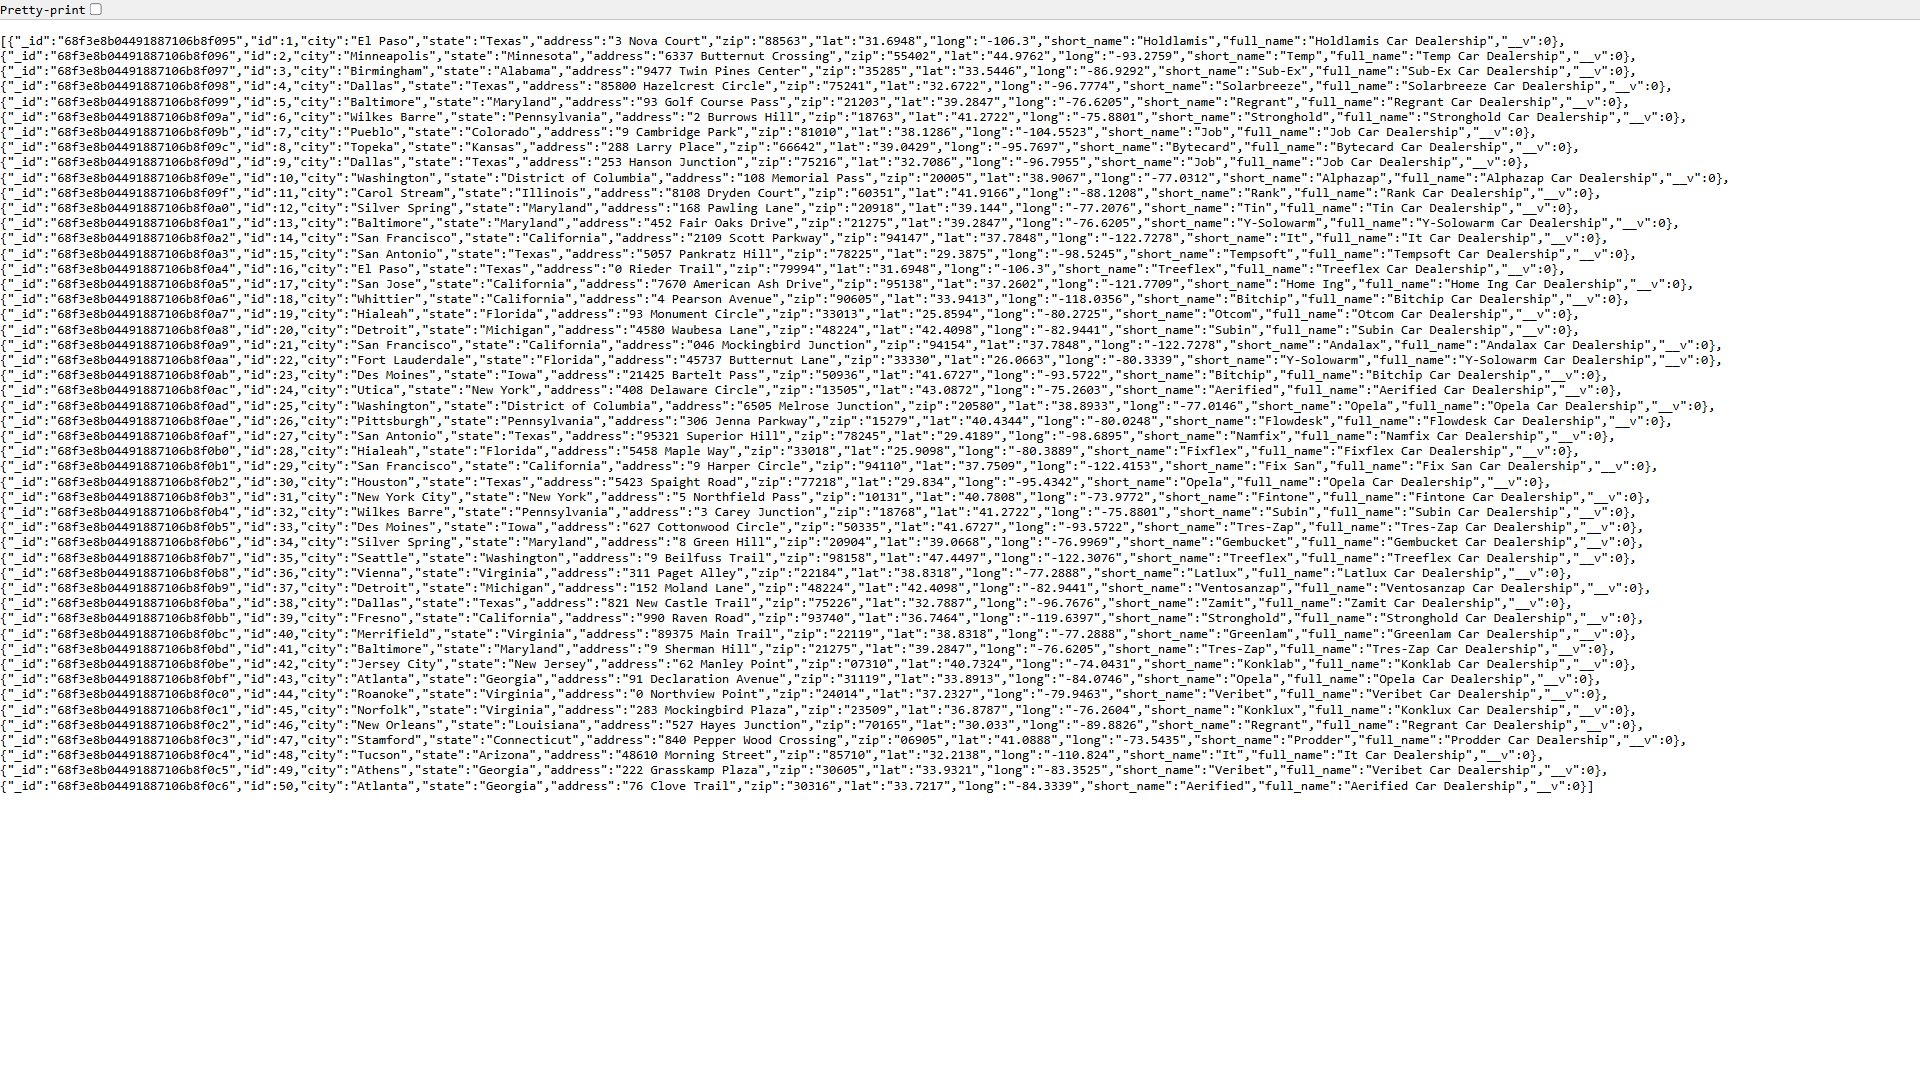 Pretty-print
[{"_id":"68f3e8b04491887106b8f095","id":1,"city":"El Paso","state":"Texas","address":"3 Nova Court","zip":"88563","lat":"31.6948","long":"-106.3","short_name":"Holdlamis","full_name":"Holdlamis Car Dealership","__v":0},
{"_id":"68f3e8b04491887106b8f096","id":2,"city":"Minneapolis","state":"Minnesota","address":"6337 Butternut Crossing","zip":"55402","lat":"44.9762","long":"-93.2759","short_name":"Temp","full_name":"Temp Car Dealership","__v":0},
{"_id":"68f3e8b04491887106b8f097","id":3,"city":"Birmingham","state":"Alabama","address":"9477 Twin Pines Center","zip":"35285","lat":"33.5446","long":"-86.9292","short_name":"Sub-Ex","full_name":"Sub-Ex Car Dealership","__v":0},
{"_id":"68f3e8b04491887106b8f098","id":4,"city":"Dallas","state":"Texas","address":"85800 Hazelcrest Circle","zip":"75241","lat":"32.6722","long":"-96.7774","short_name":"Solarbreeze","full_name":"Solarbreeze Car Dealership","__v":0},
{"_id":"68f3e8b04491887106b8f099","id":5,"city":"Baltimore","state":"Maryland","address":"93 Golf Course Pass","zip":"21203","lat":"39.2847","long":"-76.6205","short_name":"Regrant","full_name":"Regrant Car Dealership","__v":0},
{"_id":"68f3e8b04491887106b8f09a","id":6,"city":"Wilkes Barre","state":"Pennsylvania","address":"2 Burrows Hill","zip":"18763","lat":"41.2722","long":"-75.8801","short_name":"Stronghold","full_name":"Stronghold Car Dealership","__v":0},
{"_id":"68f3e8b04491887106b8f09b","id":7,"city":"Pueblo","state":"Colorado","address":"9 Cambridge Park","zip":"81010","lat":"38.1286","long":"-104.5523","short_name":"Job","full_name":"Job Car Dealership","__v":0},
{"_id":"68f3e8b04491887106b8f09c","id":8,"city":"Topeka","state":"Kansas","address":"288 Larry Place","zip":"66642","lat":"39.0429","long":"-95.7697","short_name":"Bytecard","full_name":"Bytecard Car Dealership","__v":0},
{"_id":"68f3e8b04491887106b8f09d","id":9,"city":"Dallas","state":"Texas","address":"253 Hanson Junction","zip":"75216","lat":"32.7086","long":"-96.7955","short_name":"Job","full_name":"Job Car Dealership","__v":0},
{"_id":"68f3e8b04491887106b8f09e","id":10,"city":"Washington","state":"District of Columbia","address":"108 Memorial Pass","zip":"20005","lat":"38.9067","long":"-77.0312","short_name":"Alphazap","full_name":"Alphazap Car Dealership","__v":0},
{"_id":"68f3e8b04491887106b8f09f","id":11,"city":"Carol Stream","state":"Illinois","address":"8108 Dryden Court","zip":"60351","lat":"41.9166","long":"-88.1208","short_name":"Rank","full_name":"Rank Car Dealership","__v":0},
{"_id":"68f3e8b04491887106b8f0a0","id":12,"city":"Silver Spring","state":"Maryland","address":"168 Pawling Lane","zip":"20918","lat":"39.144","long":"-77.2076","short_name":"Tin","full_name":"Tin Car Dealership","__v":0},
{"_id":"68f3e8b04491887106b8f0a1","id":13,"city":"Baltimore","state":"Maryland","address":"452 Fair Oaks Drive","zip":"21275","lat":"39.2847","long":"-76.6205","short_name":"Y-Solowarm","full_name":"Y-Solowarm Car Dealership","__v":0},
{"_id":"68f3e8b04491887106b8f0a2","id":14,"city":"San Francisco","state":"California","address":"2109 Scott Parkway","zip":"94147","lat":"37.7848","long":"-122.7278","short_name":"It","full_name":"It Car Dealership","__v":0},
{"_id":"68f3e8b04491887106b8f0a3","id":15,"city":"San Antonio","state":"Texas","address":"5057 Pankratz Hill","zip":"78225","lat":"29.3875","long":"-98.5245","short_name":"Tempsoft","full_name":"Tempsoft Car Dealership","__v":0},
{"_id":"68f3e8b04491887106b8f0a4","id":16,"city":"El Paso","state":"Texas","address":"0 Rieder Trail","zip":"79994","lat":"31.6948","long":"-106.3","short_name":"Treeflex","full_name":"Treeflex Car Dealership","__v":0},
{"_id":"68f3e8b04491887106b8f0a5","id":17,"city":"San Jose","state":"California","address":"7670 American Ash Drive","zip":"95138","lat":"37.2602","long":"-121.7709","short_name":"Home Ing","full_name":"Home Ing Car Dealership","__v":0},
{"_id":"68f3e8b04491887106b8f0a6","id":18,"city":"Whittier","state":"California","address":"4 Pearson Avenue","zip":"90605","lat":"33.9413","long":"-118.0356","short_name":"Bitchip","full_name":"Bitchip Car Dealership","__v":0},
{"_id":"68f3e8b04491887106b8f0a7","id":19,"city":"Hialeah","state":"Florida","address":"93 Monument Circle","zip":"33013","lat":"25.8594","long":"-80.2725","short_name":"Otcom","full_name":"Otcom Car Dealership","__v":0},
{"_id":"68f3e8b04491887106b8f0a8","id":20,"city":"Detroit","state":"Michigan","address":"4580 Waubesa Lane","zip":"48224","lat":"42.4098","long":"-82.9441","short_name":"Subin","full_name":"Subin Car Dealership","__v":0},
{"_id":"68f3e8b04491887106b8f0a9","id":21,"city":"San Francisco","state":"California","address":"046 Mockingbird Junction","zip":"94154","lat":"37.7848","long":"-122.7278","short_name":"Andalax","full_name":"Andalax Car Dealership","__v":0},
{"_id":"68f3e8b04491887106b8f0aa","id":22,"city":"Fort Lauderdale","state":"Florida","address":"45737 Butternut Lane","zip":"33330","lat":"26.0663","long":"-80.3339","short_name":"Y-Solowarm","full_name":"Y-Solowarm Car Dealership","__v":0},
{"_id":"68f3e8b04491887106b8f0ab","id":23,"city":"Des Moines","state":"Iowa","address":"21425 Bartelt Pass","zip":"50936","lat":"41.6727","long":"-93.5722","short_name":"Bitchip","full_name":"Bitchip Car Dealership","__v":0},
{"_id":"68f3e8b04491887106b8f0ac","id":24,"city":"Utica","state":"New York","address":"408 Delaware Circle","zip":"13505","lat":"43.0872","long":"-75.2603","short_name":"Aerified","full_name":"Aerified Car Dealership","__v":0},
{"_id":"68f3e8b04491887106b8f0ad","id":25,"city":"Washington","state":"District of Columbia","address":"6505 Melrose Junction","zip":"20580","lat":"38.8933","long":"-77.0146","short_name":"Opela","full_name":"Opela Car Dealership","__v":0},
{"_id":"68f3e8b04491887106b8f0ae","id":26,"city":"Pittsburgh","state":"Pennsylvania","address":"306 Jenna Parkway","zip":"15279","lat":"40.4344","long":"-80.0248","short_name":"Flowdesk","full_name":"Flowdesk Car Dealership","__v":0},
{"_id":"68f3e8b04491887106b8f0af","id":27,"city":"San Antonio","state":"Texas","address":"95321 Superior Hill","zip":"78245","lat":"29.4189","long":"-98.6895","short_name":"Namfix","full_name":"Namfix Car Dealership","__v":0},
{"_id":"68f3e8b04491887106b8f0b0","id":28,"city":"Hialeah","state":"Florida","address":"5458 Maple Way","zip":"33018","lat":"25.9098","long":"-80.3889","short_name":"Fixflex","full_name":"Fixflex Car Dealership","__v":0},
{"_id":"68f3e8b04491887106b8f0b1","id":29,"city":"San Francisco","state":"California","address":"9 Harper Circle","zip":"94110","lat":"37.7509","long":"-122.4153","short_name":"Fix San","full_name":"Fix San Car Dealership","__v":0},
{"_id":"68f3e8b04491887106b8f0b2","id":30,"city":"Houston","state":"Texas","address":"5423 Spaight Road","zip":"77218","lat":"29.834","long":"-95.4342","short_name":"Opela","full_name":"Opela Car Dealership","__v":0},
{"_id":"68f3e8b04491887106b8f0b3","id":31,"city":"New York City","state":"New York","address":"5 Northfield Pass","zip":"10131","lat":"40.7808","long":"-73.9772","short_name":"Fintone","full_name":"Fintone Car Dealership","__v":0},
{"_id":"68f3e8b04491887106b8f0b4","id":32,"city":"Wilkes Barre","state":"Pennsylvania","address":"3 Carey Junction","zip":"18768","lat":"41.2722","long":"-75.8801","short_name":"Subin","full_name":"Subin Car Dealership","__v":0},
{"_id":"68f3e8b04491887106b8f0b5","id":33,"city":"Des Moines","state":"Iowa","address":"627 Cottonwood Circle","zip":"50335","lat":"41.6727","long":"-93.5722","short_name":"Tres-Zap","full_name":"Tres-Zap Car Dealership","__v":0},
{"_id":"68f3e8b04491887106b8f0b6","id":34,"city":"Silver Spring","state":"Maryland","address":"8 Green Hill","zip":"20904","lat":"39.0668","long":"-76.9969","short_name":"Gembucket","full_name":"Gembucket Car Dealership","__v":0},
{"_id":"68f3e8b04491887106b8f0b7","id":35,"city":"Seattle","state":"Washington","address":"9 Beilfuss Trail","zip":"98158","lat":"47.4497","long":"-122.3076","short_name":"Treeflex","full_name":"Treeflex Car Dealership","__v":0},
{"_id":"68f3e8b04491887106b8f0b8","id":36,"city":"Vienna","state":"Virginia","address":"311 Paget Alley","zip":"22184","lat":"38.8318","long":"-77.2888","short_name":"Latlux","full_name":"Latlux Car Dealership","__v":0},
{"_id":"68f3e8b04491887106b8f0b9","id":37,"city":"Detroit","state":"Michigan","address":"152 Moland Lane","zip":"48224","lat":"42.4098","long":"-82.9441","short_name":"Ventosanzap","full_name":"Ventosanzap Car Dealership","__v":0},
{"_id":"68f3e8b04491887106b8f0ba","id":38,"city":"Dallas","state":"Texas","address":"821 New Castle Trail","zip":"75226","lat":"32.7887","long":"-96.7676","short_name":"Zamit","full_name":"Zamit Car Dealership","__v":0},
{"_id":"68f3e8b04491887106b8f0bb","id":39,"city":"Fresno","state":"California","address":"990 Raven Road","zip":"93740","lat":"36.7464","long":"-119.6397","short_name":"Stronghold","full_name":"Stronghold Car Dealership","__v":0},
{"_id":"68f3e8b04491887106b8f0bc","id":40,"city":"Merrifield","state":"Virginia","address":"89375 Main Trail","zip":"22119","lat":"38.8318","long":"-77.2888","short_name":"Greenlam","full_name":"Greenlam Car Dealership","__v":0},
{"_id":"68f3e8b04491887106b8f0bd","id":41,"city":"Baltimore","state":"Maryland","address":"9 Sherman Hill","zip":"21275","lat":"39.2847","long":"-76.6205","short_name":"Tres-Zap","full_name":"Tres-Zap Car Dealership","__v":0},
{"_id":"68f3e8b04491887106b8f0be","id":42,"city":"Jersey City","state":"New Jersey","address":"62 Manley Point","zip":"07310","lat":"40.7324","long":"-74.0431","short_name":"Konklab","full_name":"Konklab Car Dealership","__v":0},
{"_id":"68f3e8b04491887106b8f0bf","id":43,"city":"Atlanta","state":"Georgia","address":"91 Declaration Avenue","zip":"31119","lat":"33.8913","long":"-84.0746","short_name":"Opela","full_name":"Opela Car Dealership","__v":0},
{"_id":"68f3e8b04491887106b8f0c0","id":44,"city":"Roanoke","state":"Virginia","address":"0 Northview Point","zip":"24014","lat":"37.2327","long":"-79.9463","short_name":"Veribet","full_name":"Veribet Car Dealership","__v":0},
{"_id":"68f3e8b04491887106b8f0c1","id":45,"city":"Norfolk","state":"Virginia","address":"283 Mockingbird Plaza","zip":"23509","lat":"36.8787","long":"-76.2604","short_name":"Konklux","full_name":"Konklux Car Dealership","__v":0},
{"_id":"68f3e8b04491887106b8f0c2","id":46,"city":"New Orleans","state":"Louisiana","address":"527 Hayes Junction","zip":"70165","lat":"30.033","long":"-89.8826","short_name":"Regrant","full_name":"Regrant Car Dealership","__v":0},
{"_id":"68f3e8b04491887106b8f0c3","id":47,"city":"Stamford","state":"Connecticut","address":"840 Pepper Wood Crossing","zip":"06905","lat":"41.0888","long":"-73.5435","short_name":"Prodder","full_name":"Prodder Car Dealership","__v":0},
{"_id":"68f3e8b04491887106b8f0c4","id":48,"city":"Tucson","state":"Arizona","address":"48610 Morning Street","zip":"85710","lat":"32.2138","long":"-110.824","short_name":"It","full_name":"It Car Dealership","__v":0},
{"_id":"68f3e8b04491887106b8f0c5","id":49,"city":"Athens","state":"Georgia","address":"222 Grasskamp Plaza","zip":"30605","lat":"33.9321","long":"-83.3525","short_name":"Veribet","full_name":"Veribet Car Dealership","__v":0},
{"_id":"68f3e8b04491887106b8f0c6","id":50,"city":"Atlanta","state":"Georgia","address":"76 Clove Trail","zip":"30316","lat":"33.7217","long":"-84.3339","short_name":"Aerified","full_name":"Aerified Car Dealership","__v":0}]